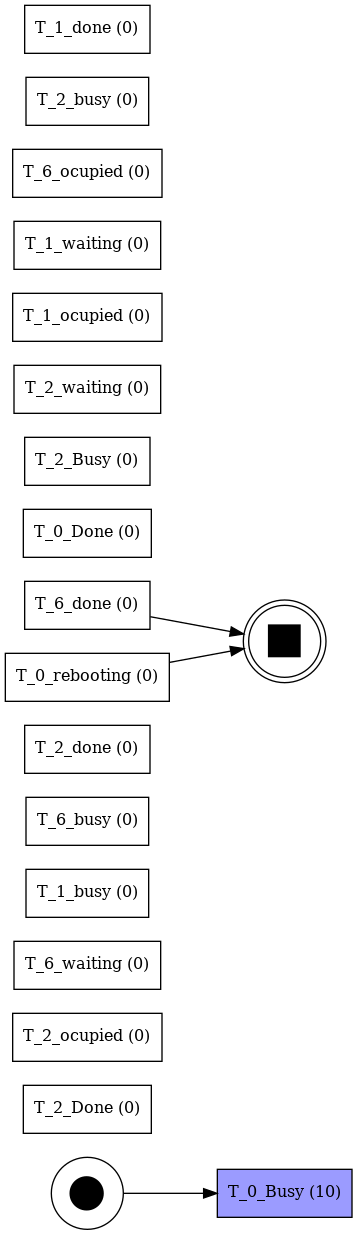 T_1_done (0)
T_2_busy (0)
T_6_ocupied (0)
T_1_waiting (0)
T_1_ocupied (0)
T_2_waiting (0)
T_2_Busy (0)
T_0_Done (0)
T_6_done (0)
T_0_rebooting (0)
T_2_done (0)
T_6_busy (0)
T_1_busy (0)
T_6_waiting (0)
T_2_ocupied (0)
T_2_Done (0)
T_0_Busy (10)